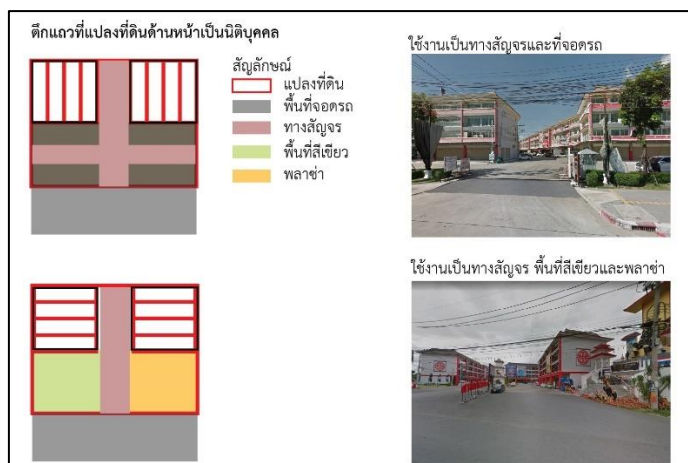 ตึกแถวที่แปลงที่ดินด้านหน้าเป็นนิติบุคคล
สัญลักษณ์
แปลงที่ดิน
พื้นที่จอดรถ
ทางสัญจร
พื้นที่สีเขียว
พลาซ่า
ใช้งานเป็นทางสัญจรและที่จอดรถ
ใช้งานเป็นทางสัญจร พื้นที่สีเขียวและพลาซ่า